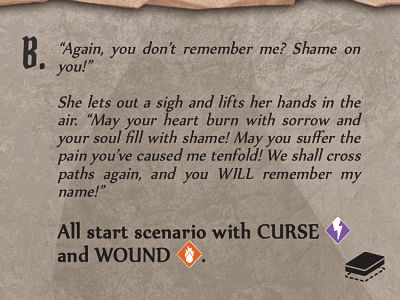 B. “Again, you don’t remember me? Shame on
you!”
She lets out a sigh and lifts her hands in the
air. “May your heart burn with sorrow and
your soul fill with shame! May you suffer the
pain you’ve caused me tenfold! We shall cross
paths again, and you WILL remember my
name!”
All start scenario with CURSE
and WOUND .